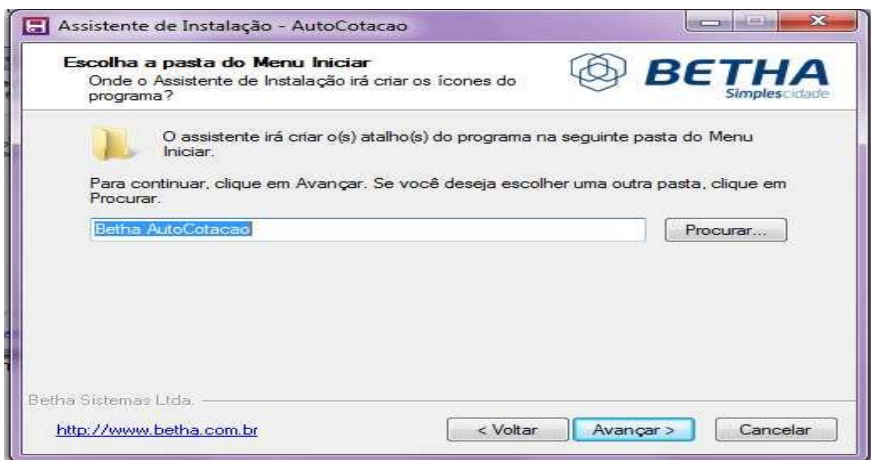 Assistente de Instalação - AutoCotacao
Escolha a pasta do Menu Iniciar
Onde o Assistente de Instalação irá criar os ícones do
programa?
BETHA
Simplescidade
O assistente irá criar o(s) atalho(s) do programa na seguinte pasta do Menu
Iniciar.
Para continuar, clique em Avançar. Se você deseja escolher uma outra pasta, clique em
Procurar.
Betha AutoCotacao
Procurar...
Betha Sistemas Ltda.
http://www.betha.com.br
< Voltar
Avançar >
Cancelar